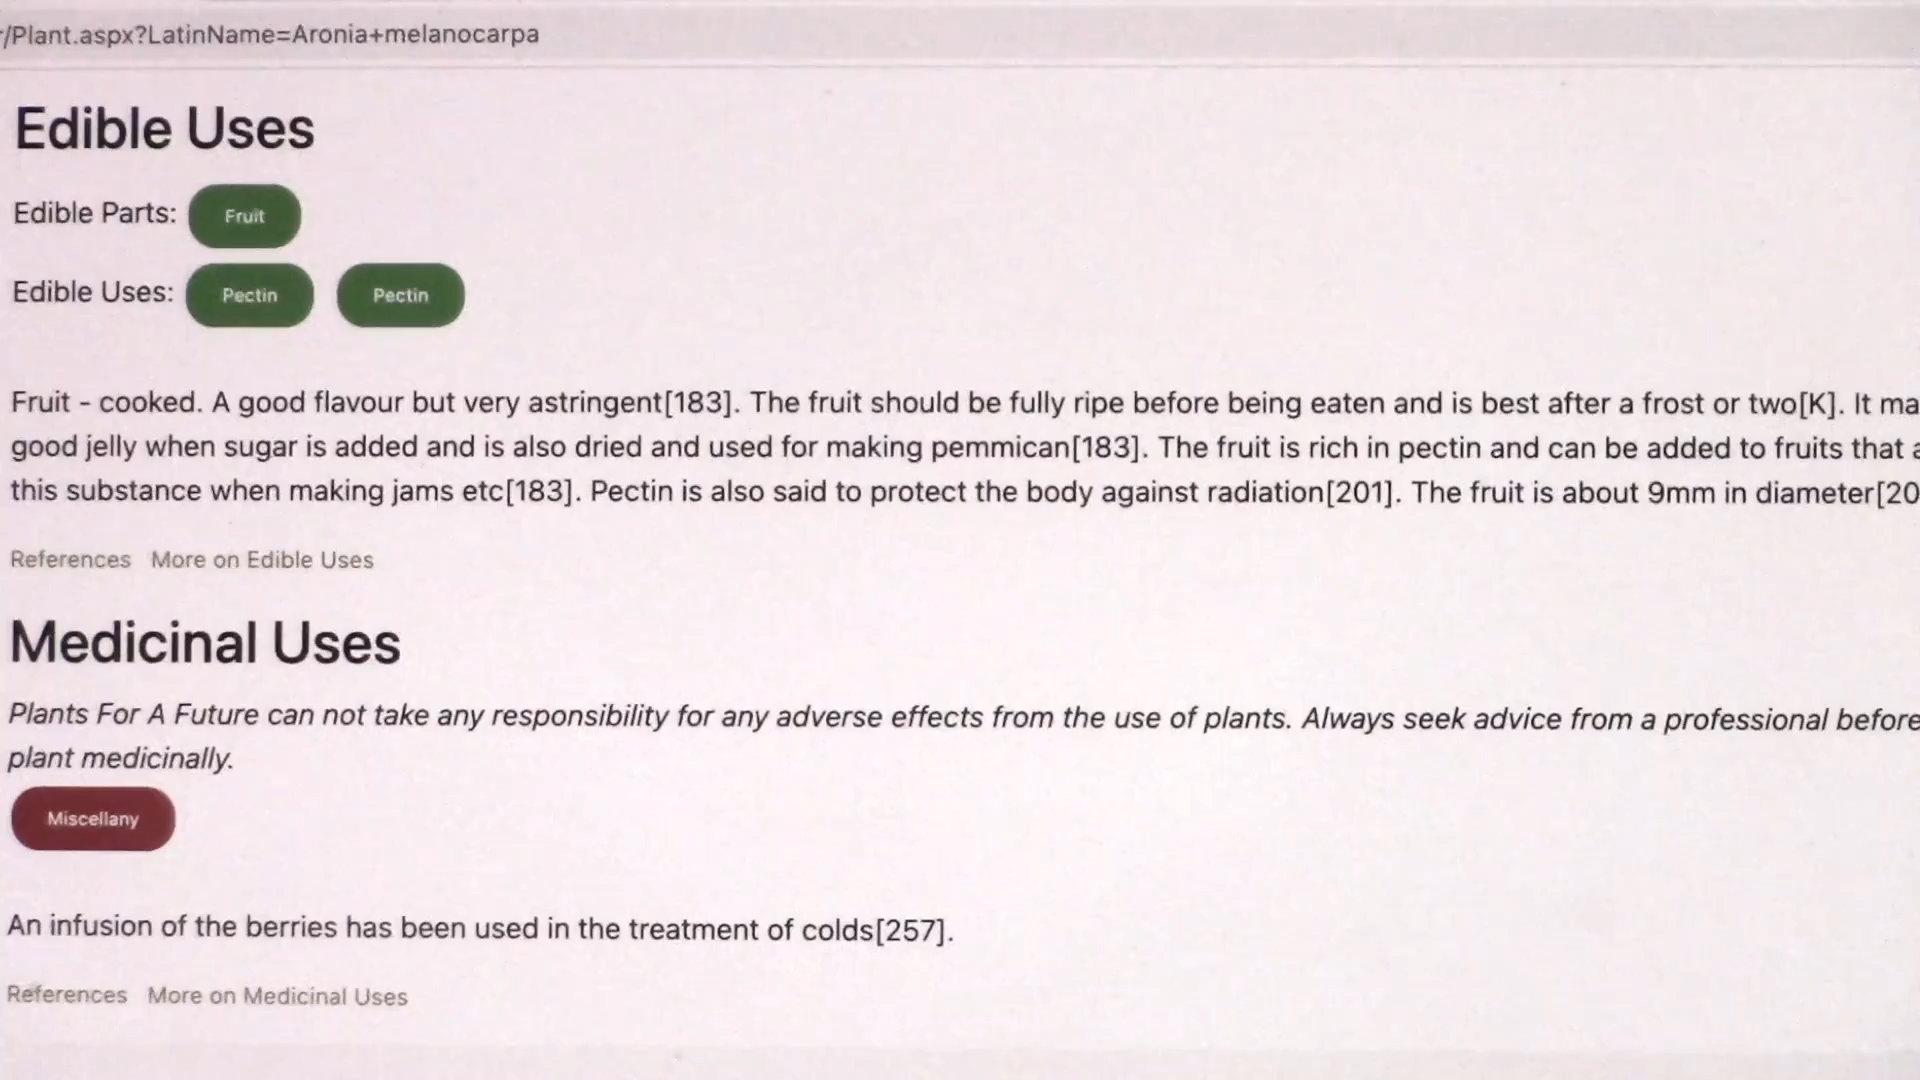 /Plant.aspx?LatinName=Aronia+melanocarpa
Edible Uses
Edible Parts: Fruit
Edible Uses: Pectin Pectin
Fruit - cooked. A good flavour but very astringent[183]. The fruit should be fully ripe before being eaten and is best after a frost or two[K]. It ma
good jelly when sugar is added and is also dried and used for making pemmican[183]. The fruit is rich in pectin and can be added to fruits that a
this substance when making jams etc[183]. Pectin is also said to protect the body against radiation[201]. The fruit is about 9mm in diameter[20
References More on Edible Uses
Medicinal Uses
Plants For A Future can not take any responsibility for any adverse effects from the use of plants. Always seek advice from a professional before
plant medicinally.
Miscellany
An infusion of the berries has been used in the treatment of colds[257].
References More on Medicinal Uses